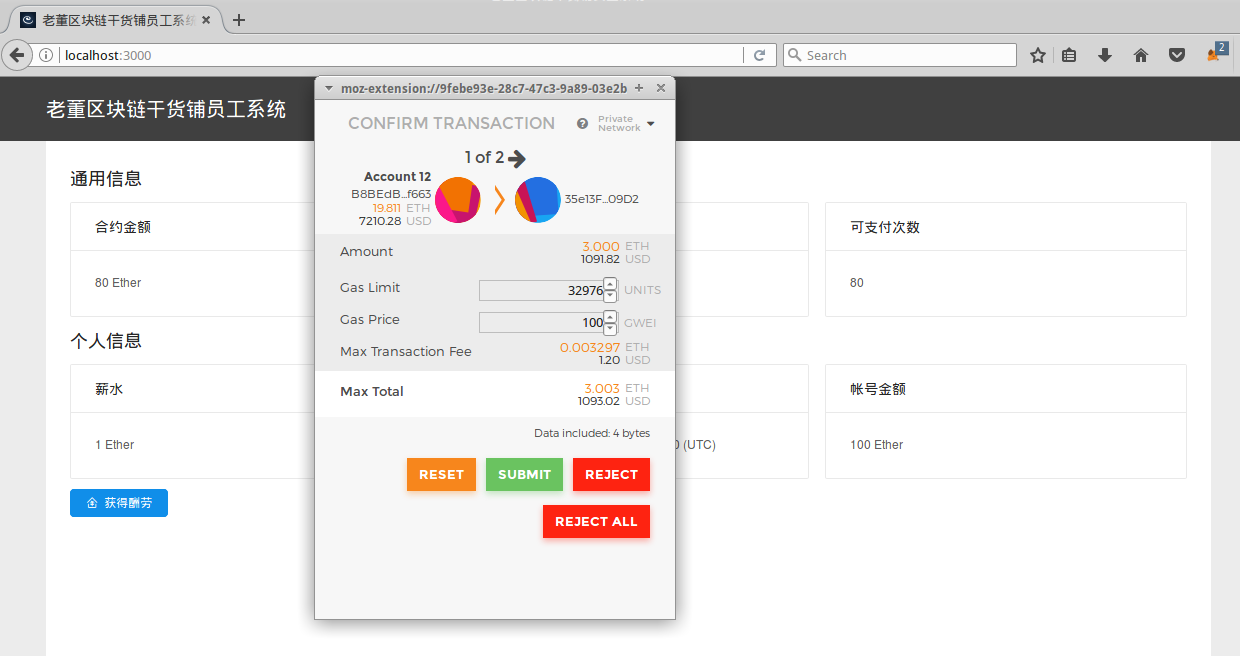 老董区块链干货铺员工系统
localhost:3000
Search
2
moz-extension://9febe93e-28c7-47c3-9a89-03e2b
老董区块链干货铺员工系统
CONFIRM TRANSACTION
Private Network
1 of 2
Account 12
B8BEdB...f663
19.811 ETH
7210.28 USD
35e13F...09D2
Amount
3.000 ETH
1091.82 USD
Gas Limit
32976 UNITS
Gas Price
100 GWEI
Max Transaction Fee
0.003297 ETH
1.20 USD
Max Total
3.003 ETH
1093.02 USD
Data included: 4 bytes
RESET
SUBMIT
REJECT
REJECT ALL
通用信息
合约金额
可支付次数
80 Ether
80
个人信息
薪水
帐号金额
1 Ether
0 (UTC)
100 Ether
获得酬劳